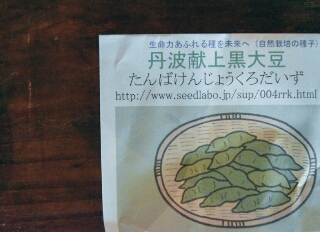 生命力あふれる種を未来へ（自然栽培の種子）
丹波献上黒大豆
たんばけんじょうくろだいず
http://www.seedlabo.jp/sup/004rrk.html